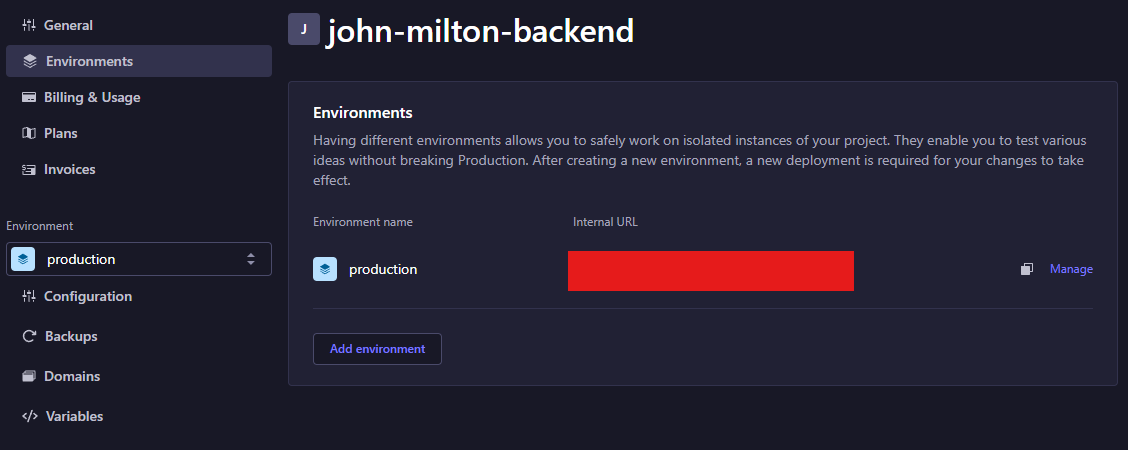 General
Environments
Billing & Usage
Plans
Invoices
Environment
production
Configuration
Backups
Domains
Variables
J
john-milton-backend
Environments
Having different environments allows you to safely work on isolated instances of your project. They enable you to test various
ideas without breaking Production. After creating a new environment, a new deployment is required for your changes to take
effect.
Environment name Internal URL
production Manage
Add environment